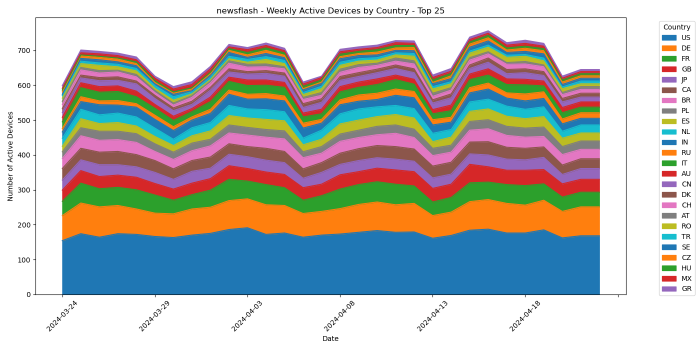 newsflash - Weekly Active Devices by Country - Top 25
Number of Active Devices
700
600
500
400
300
200
100
0
2024-03-24
2024-03-29
2024-04-03
2024-04-08
2024-04-13
2024-04-18
Date
Country
US
DE
FR
GB
JP
CA
BR
PL
ES
NL
IN
RU
IT
AU
CN
DK
CH
AT
RO
TR
SE
CZ
HU
MX
GR